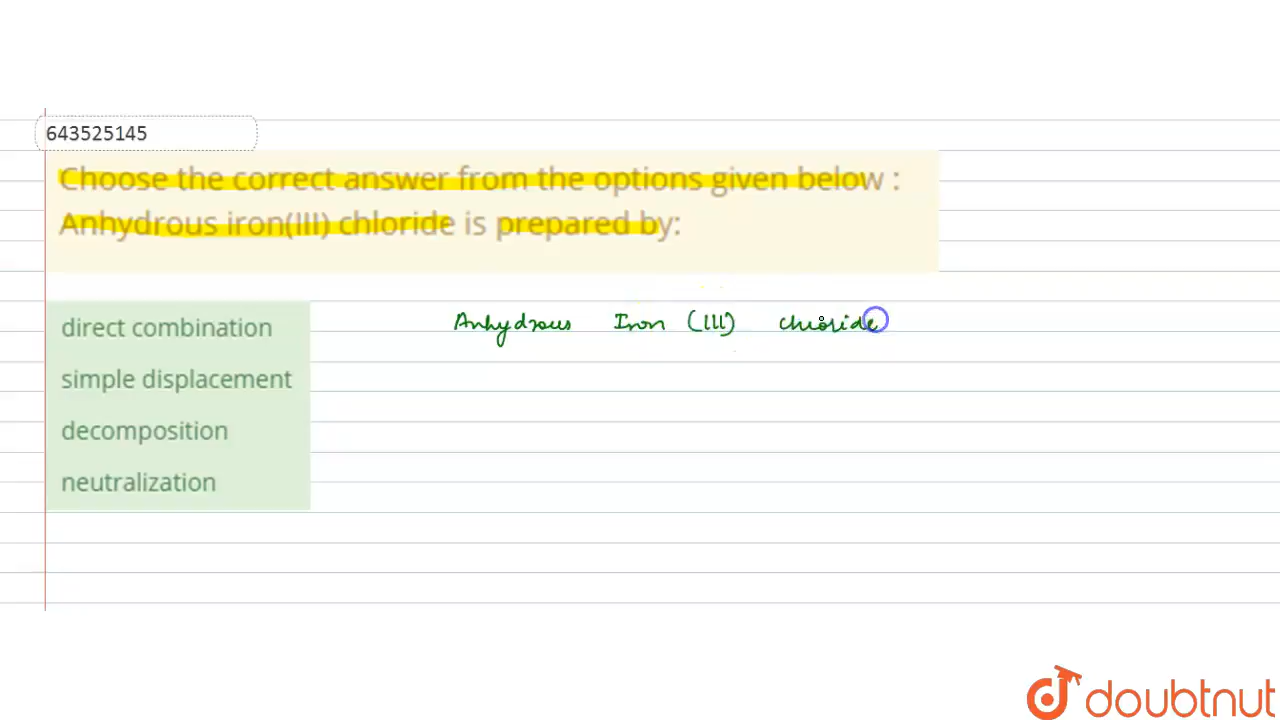 643525145
Choose the correct answer from the options given below :
Anhydrous iron(III) chloride is prepared by:
direct combination
Anhydrous Iron (III) chloride
simple displacement
decomposition
neutralization
doubtnut